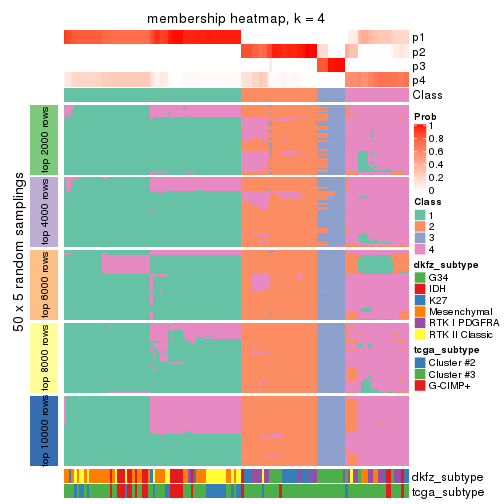 membership heatmap, k = 4
p1
p2
p3
p4
Class
50 x 5 random samplings
top 2000 rows
top 4000 rows
top 6000 rows
top 8000 rows
top 10000 rows
dkfz_subtype
tcga_subtype
Prob
1
0.8
0.6
0.4
0.2
0
Class
1
2
3
4
dkfz_subtype
G34
IDH
K27
Mesenchymal
RTK I PDGFRA
RTK II Classic
tcga_subtype
Cluster #2
Cluster #3
G-CIMP+